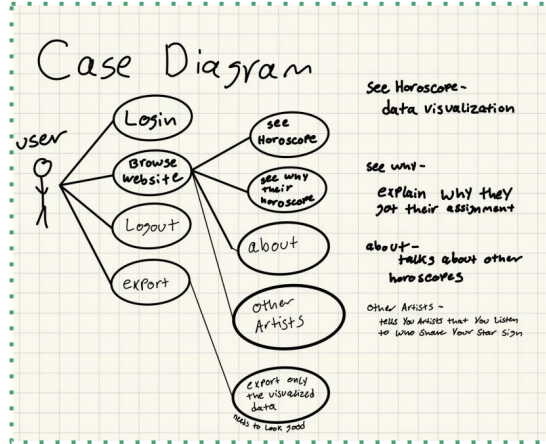 Case Diagram
user
Login
Browse
website
Logout
export
see
Horoscope
see why
their
horoscope
about
other
Artists
export only
the visualized
data
needs to look good
see Horoscope-
data visualization
see why-
explain why they
got their assignment
about-
talks about other
horoscopes
Other Artists -
tells You Artists that You Listen
to who share Your Star Sign